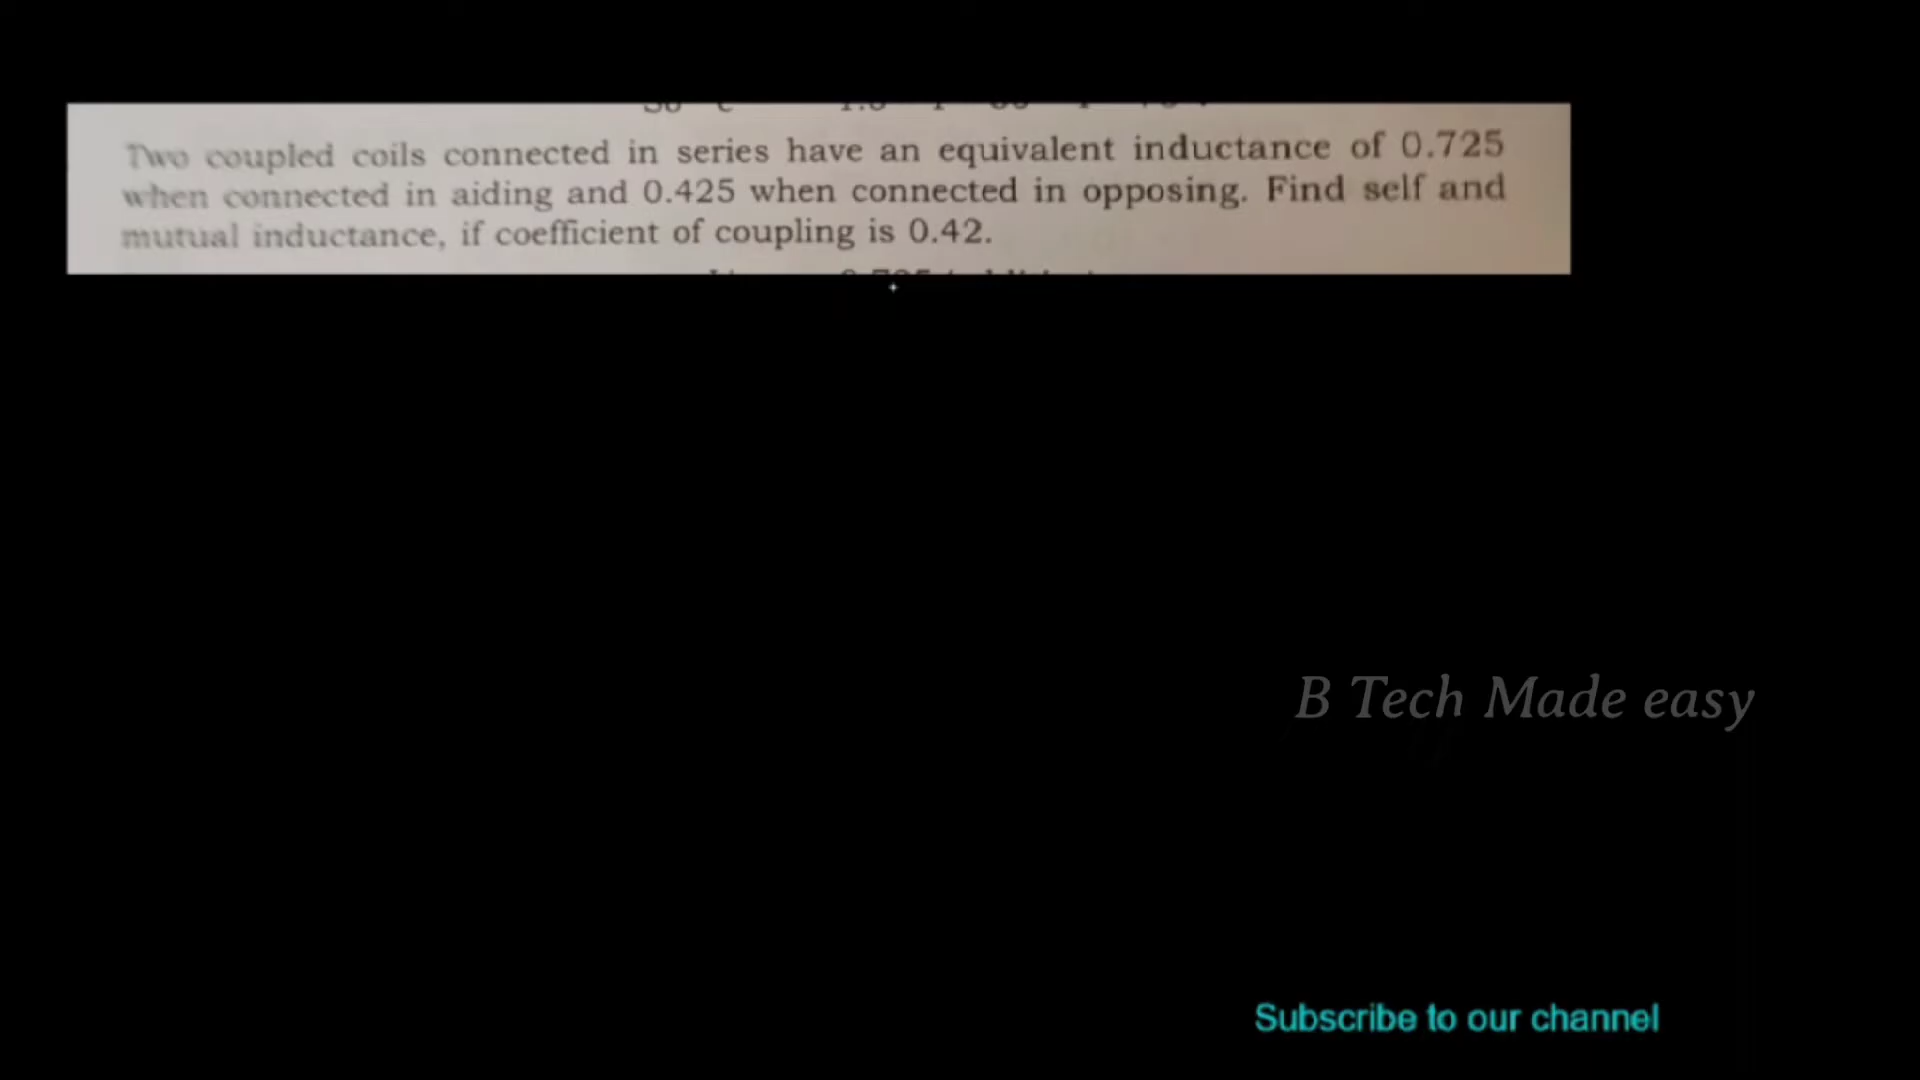 Two coupled coils connected in series have an equivalent inductance of 0.725
when connected in aiding and 0.425 when connected in opposing. Find self and
mutual inductance, if coefficient of coupling is 0.42.
B Tech Made easy
Subscribe to our channel